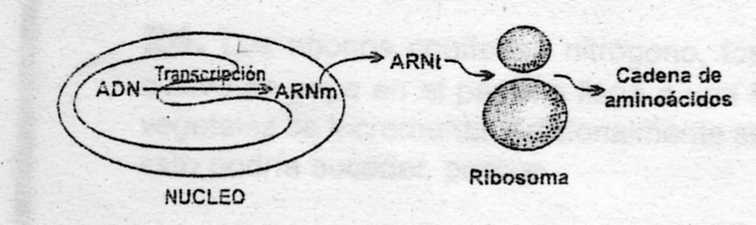 Transcripción
ADN
ARNm
ARNt
Cadena de
aminoácidos
Ribosoma
NUCLEO